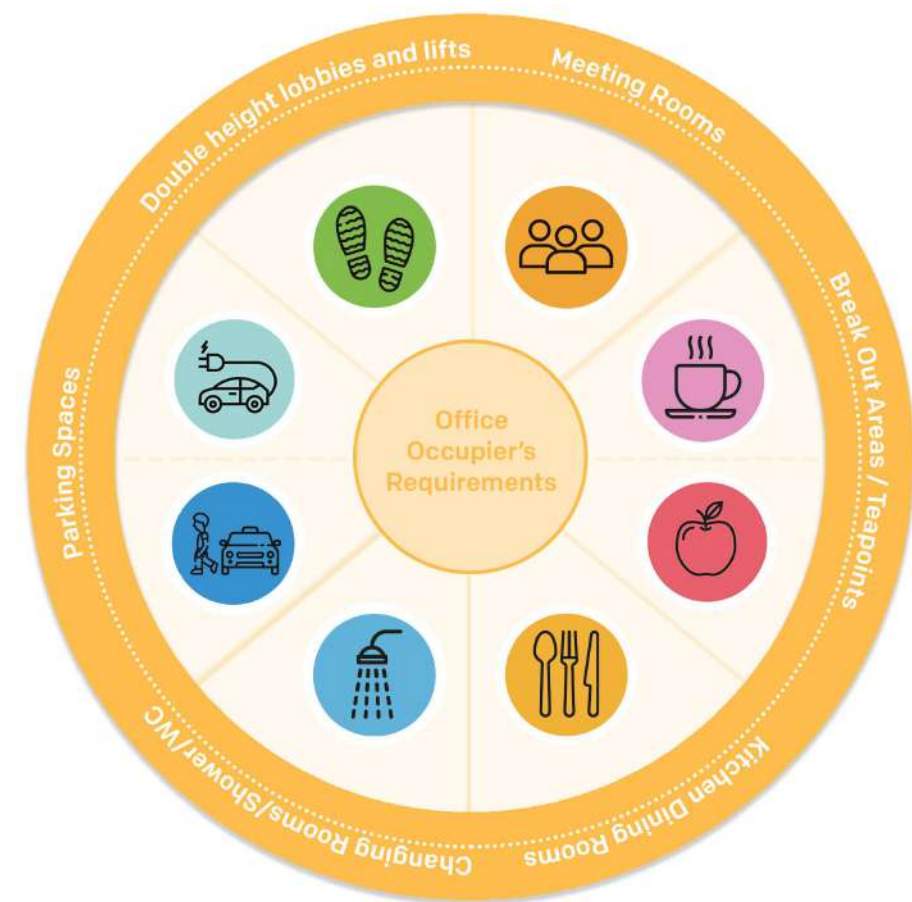 Double height lobbies and lifts
Meeting Rooms
Break Out Areas / Teapoints
Kitchen Dining Rooms
Changing Rooms/Shower/WC
Parking Spaces
Office
Occupier's
Requirements